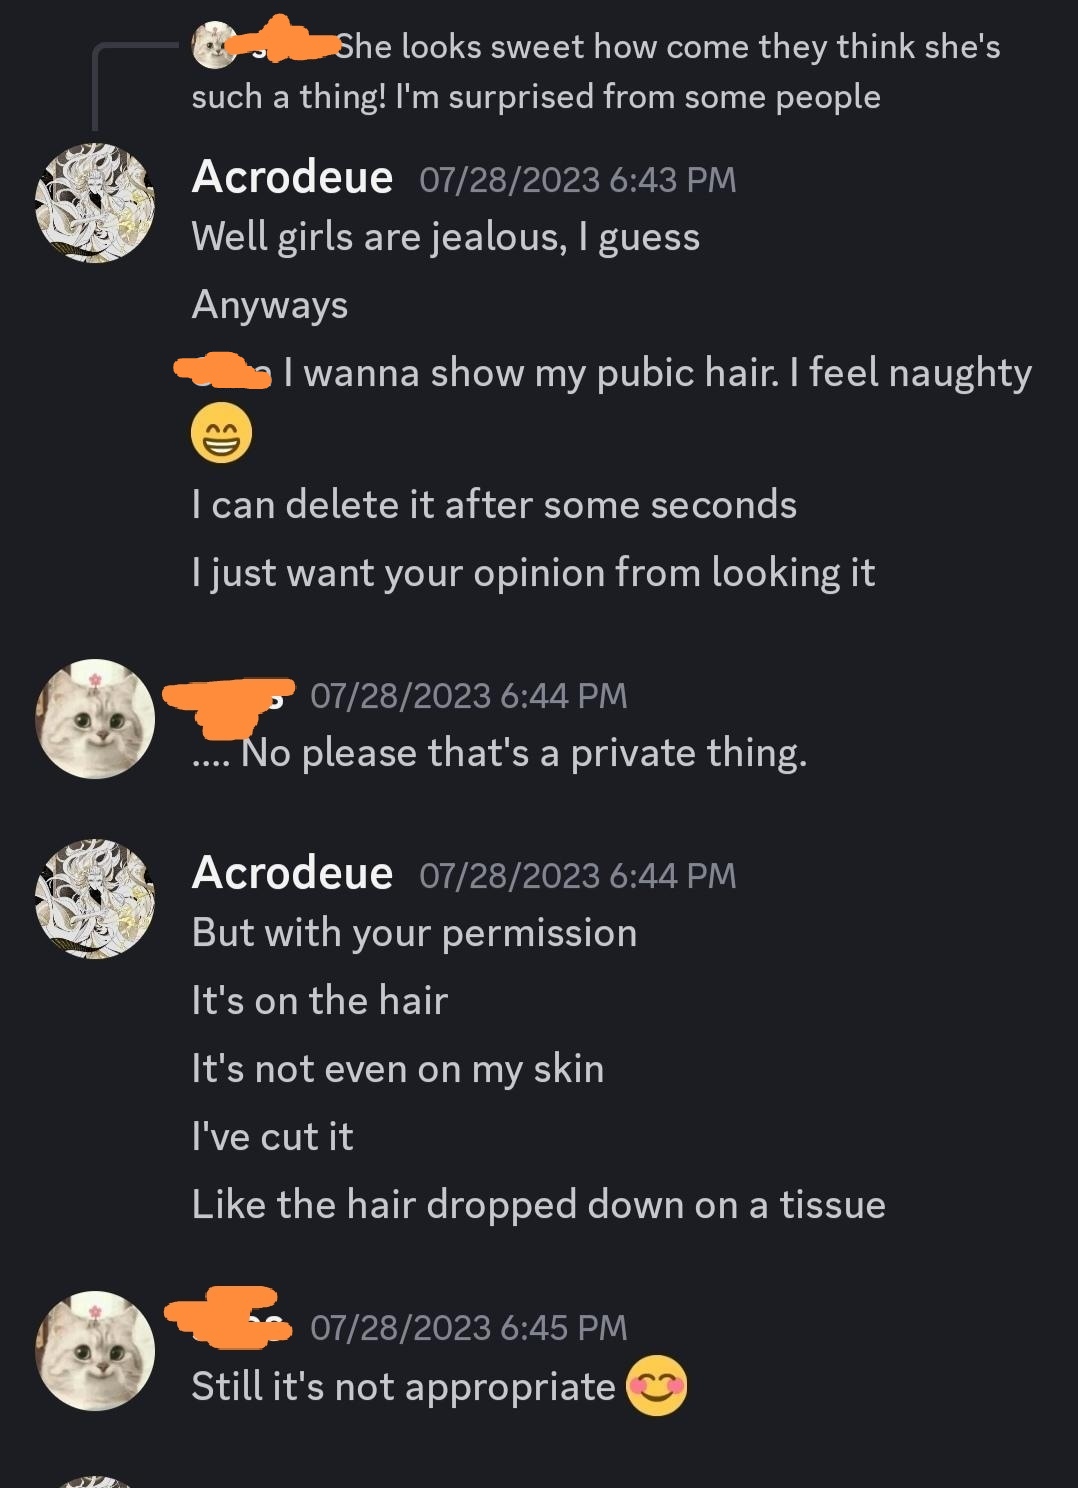 She looks sweet how come they think she's
such a thing! I'm surprised from some people
Acrodeue 07/28/2023 6:43 PM
Well girls are jealous, I guess
Anyways
I wanna show my pubic hair. I feel naughty
😁
I can delete it after some seconds
I just want your opinion from looking it
07/28/2023 6:44 PM
.... No please that's a private thing.
Acrodeue 07/28/2023 6:44 PM
But with your permission
It's on the hair
It's not even on my skin
I've cut it
Like the hair dropped down on a tissue
07/28/2023 6:45 PM
Still it's not appropriate 😊